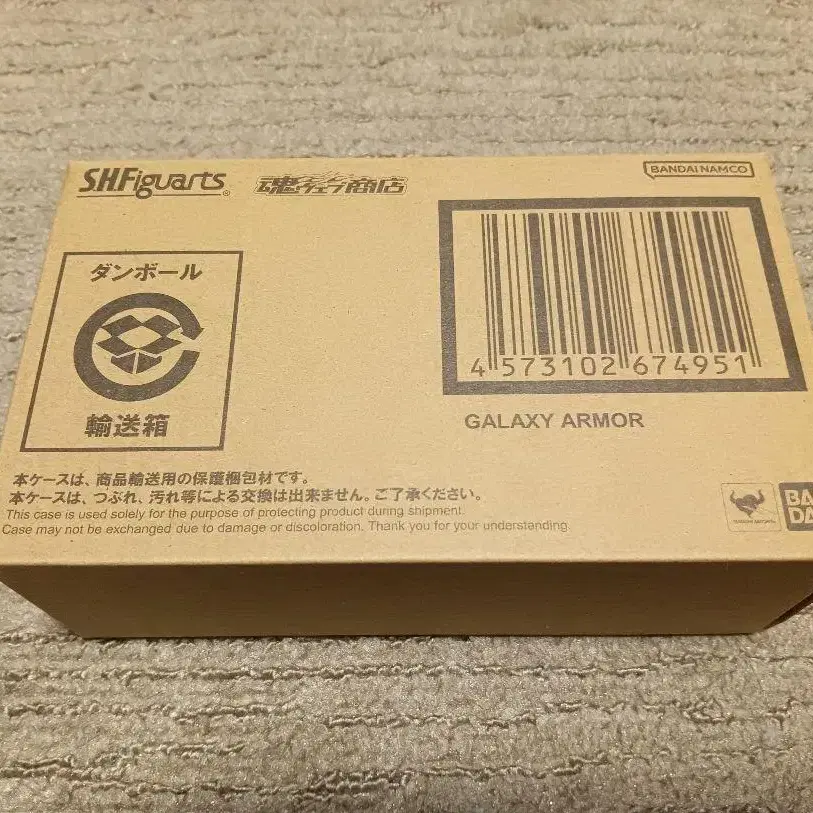 S.H.Figuarts®
魂ウェブ商店
BANDAI NAMCO
ダンボール
輸送箱
4 573102 674951
GALAXY ARMOR
本ケースは、商品輸送用の保護梱包材です。
本ケースは、つぶれ、汚れ等による交換は出来ません。ご了承ください。
This case is used solely for the purpose of protecting product during shipment.
Case may not be exchanged due to damage or discoloration. Thank you for your understanding.
BA
DA